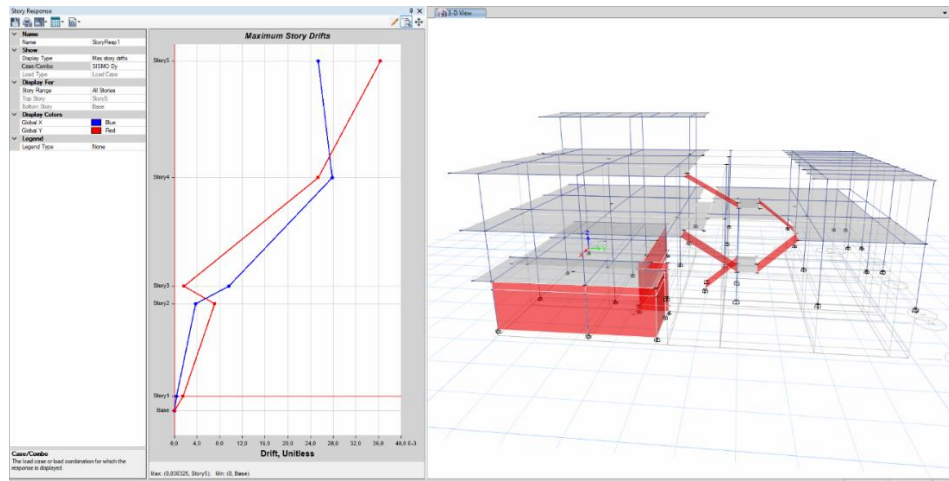 Story Response
Name
Name StoryResp1
Show
Display Type Max story drifts
Case/Combo SISMO Dy
Load Type Load Case
Display For
Story Range All Stories
Top Story Story5
Bottom Story Base
Display Colors
Global X Blue
Global Y Red
Legend
Legend Type None
Case/Combo
The load case or load combination for which the
response is displayed
Maximum Story Drifts
Story5
Story4
Story3
Story2
Story1
Base
0,0 4,0 8,0 12,0 16,0 20,0 24,0 28,0 32,0 36,0 40,0 E-3
Drift, Unitless
Max: (0,036325, Story5); Min: (0, Base)
3-D View